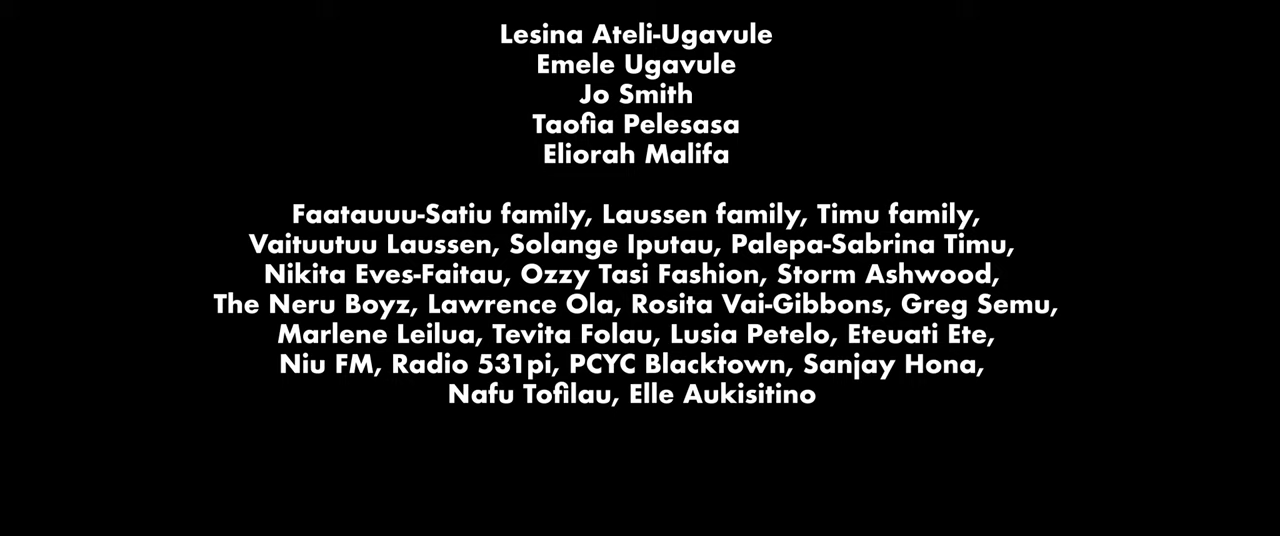 Lesina Ateli-Ugavule
Emele Ugavule
Jo Smith
Taofia Pelesasa
Eliorah Malifa
Faatauuu-Satiu family, Laussen family, Timu family,
Vaituutuu Laussen, Solange Iputau, Palepa-Sabrina Timu,
Nikita Eves-Faitau, Ozzy Tasi Fashion, Storm Ashwood,
The Neru Boyz, Lawrence Ola, Rosita Vai-Gibbons, Greg Semu,
Marlene Leilua, Tevita Folau, Lusia Petelo, Eteuati Ete,
Niu FM, Radio 531pi, PCYC Blacktown, Sanjay Hona,
Nafu Tofilau, Elle Aukisitino